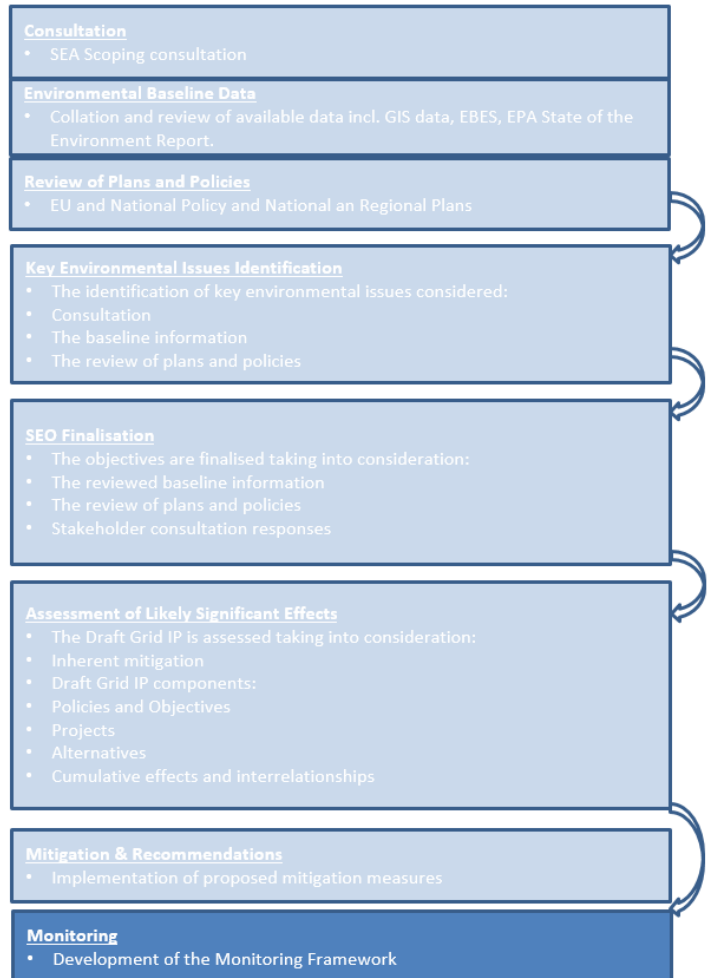 Consultation
• SEA Scoping consultation
Environmental Baseline Data
• Collation and review of available data incl. GIS data, EBES, EPA State of the
Environment Report.
Review of Plans and Policies
• EU and National Policy and National an Regional Plans
Key Environmental Issues Identification
• The identification of key environmental issues considered:
• Consultation
• The baseline information
• The review of plans and policies
SEO Finalisation
• The objectives are finalised taking into consideration:
• The reviewed baseline information
• The review of plans and policies
• Stakeholder consultation responses
Assessment of Likely Significant Effects
• The Draft Grid IP is assessed taking into consideration:
• Inherent mitigation
• Draft Grid IP components:
• Policies and Objectives
• Projects
• Alternatives
• Cumulative effects and interrelationships
Mitigation & Recommendations
• Implementation of proposed mitigation measures
Monitoring
• Development of the Monitoring Framework